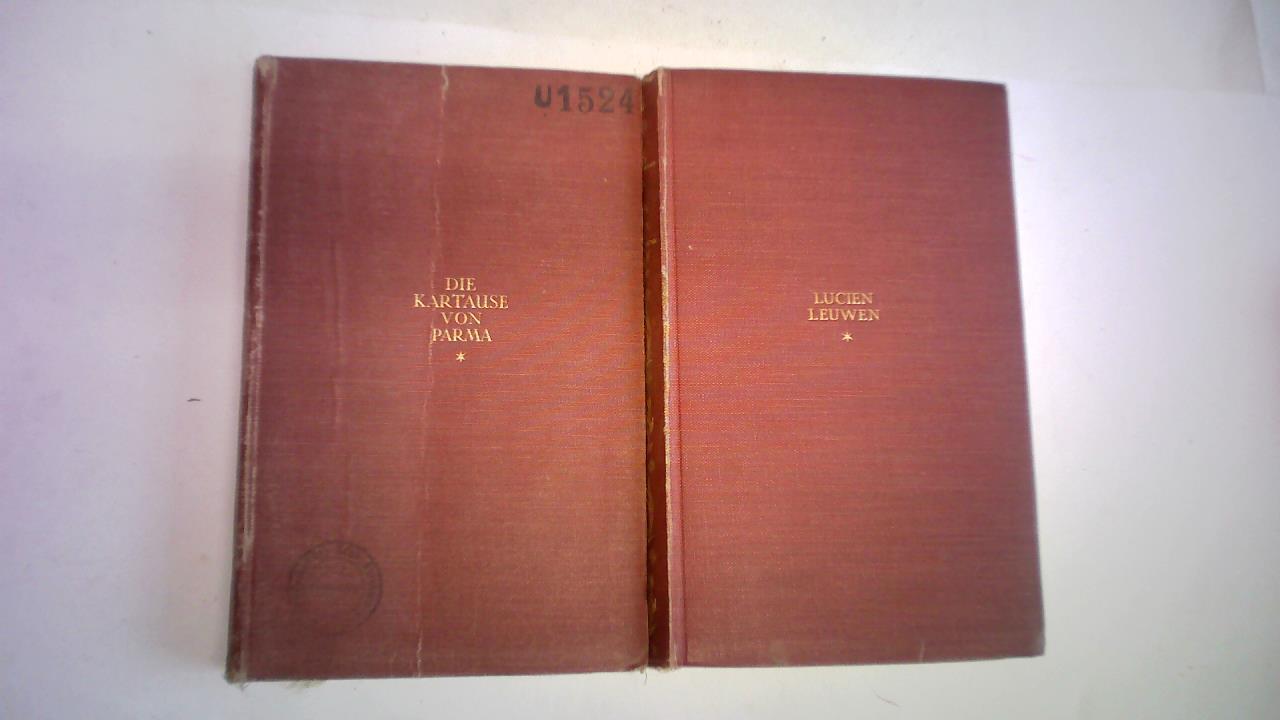 U1524
DIE
KARTAUSE
VON
PARMA
*
LUCIEN
LEUWEN
*